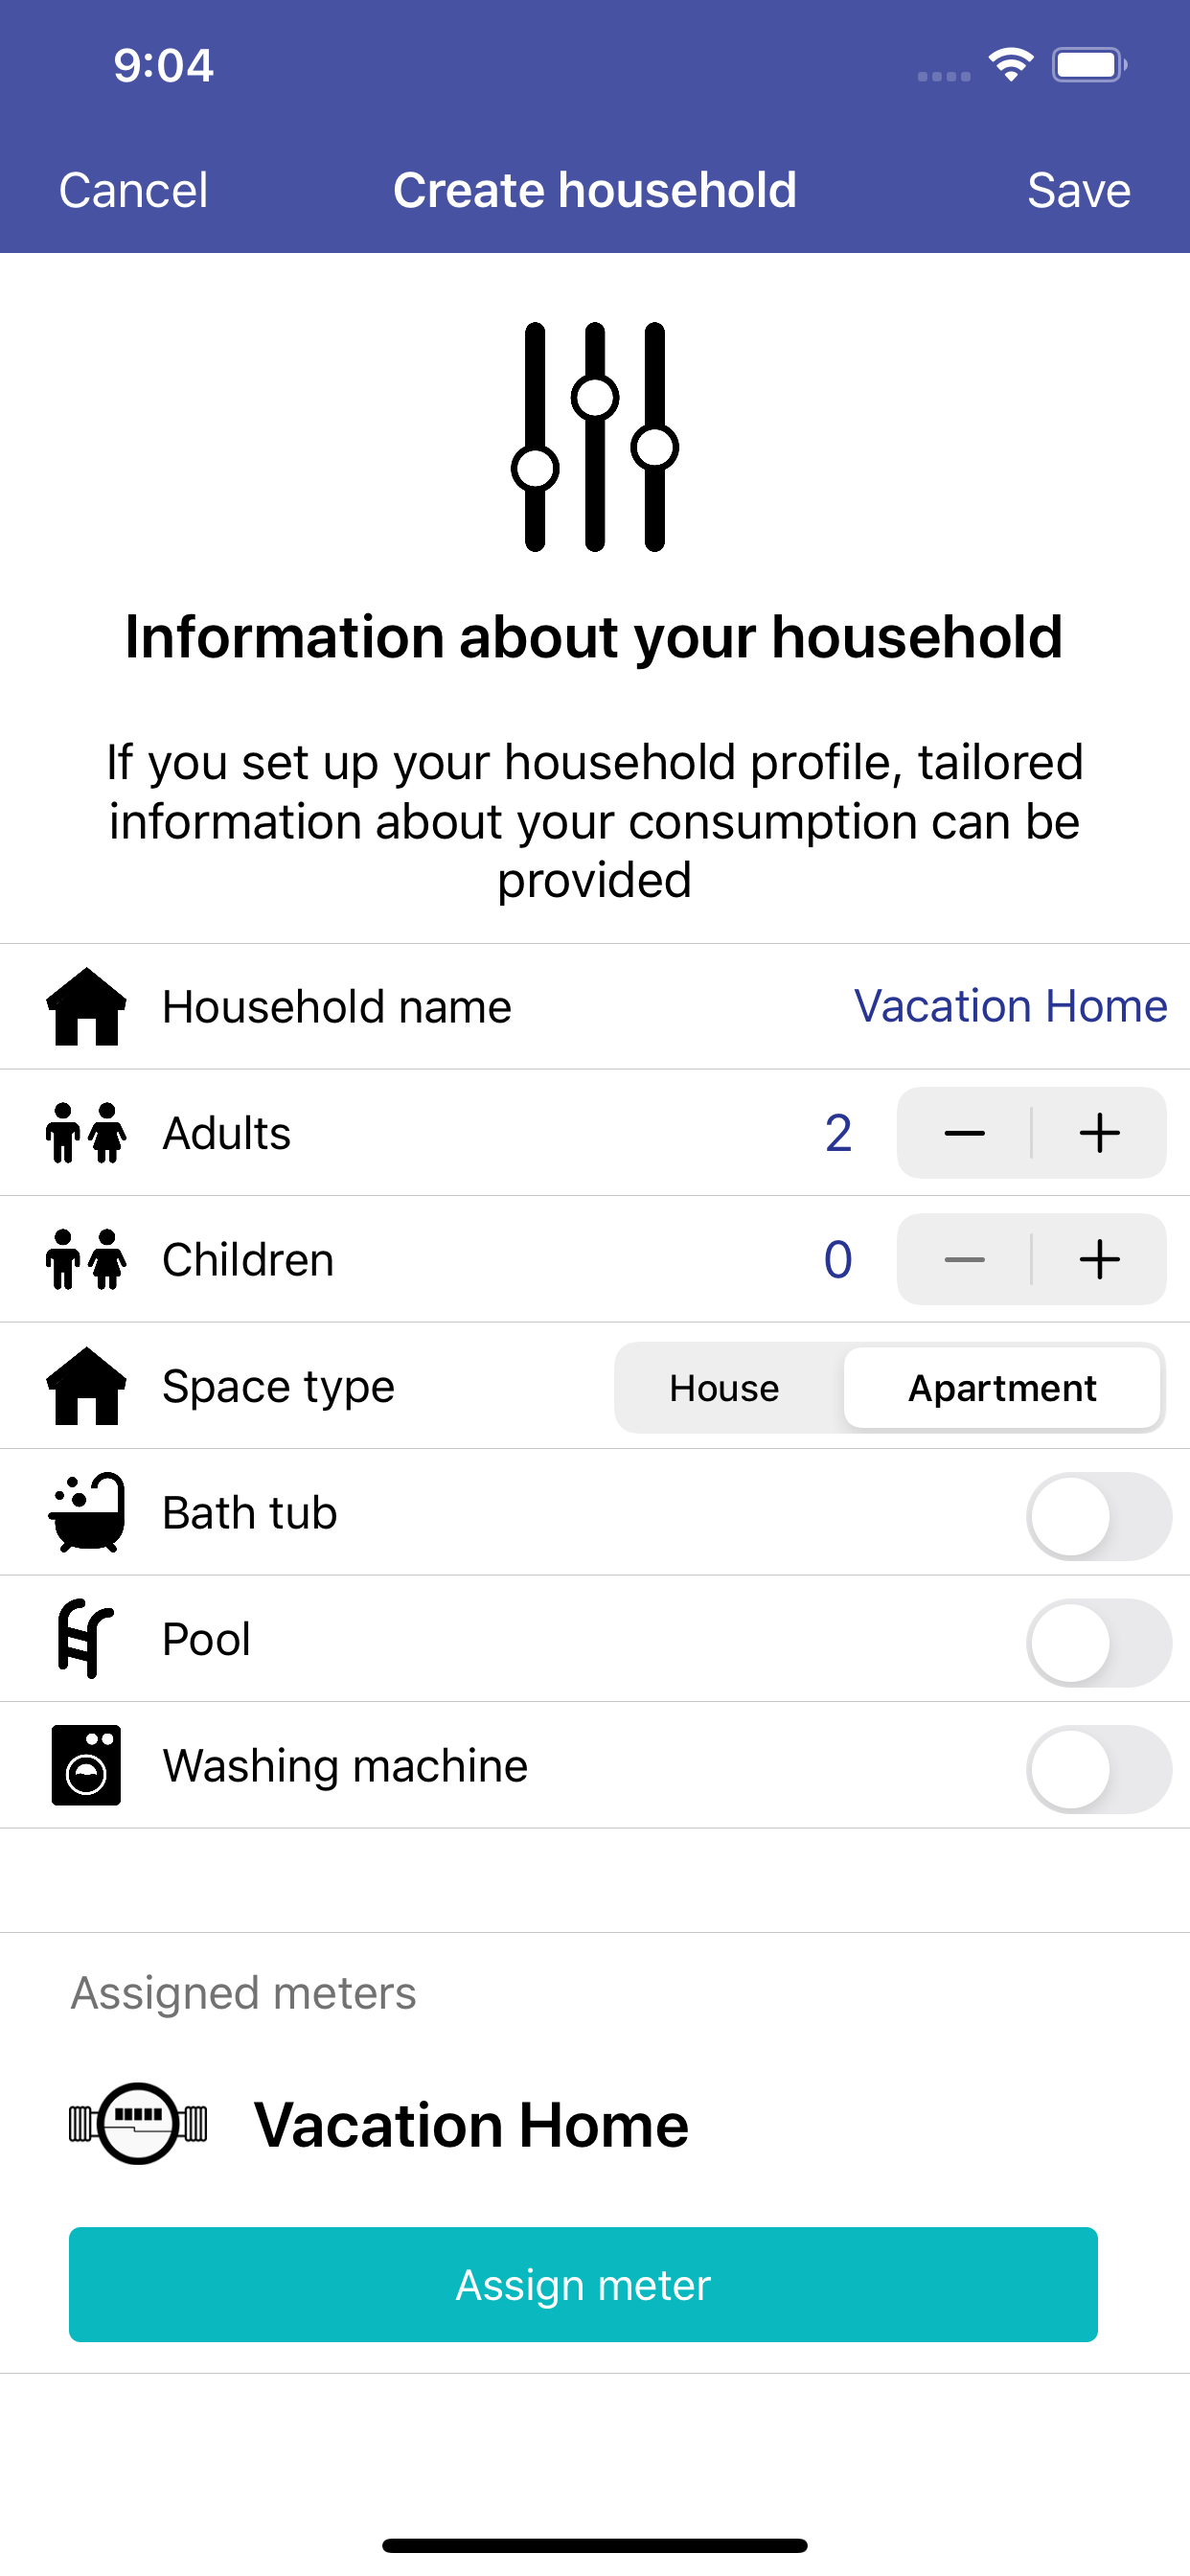 9:04
Cancel
Create household
Save
Information about your household
If you set up your household profile, tailored
information about your consumption can be
provided
Household name
Vacation Home
Adults
2
Children
0
Space type
House
Apartment
Bath tub
Pool
Washing machine
Assigned meters
Vacation Home
Assign meter